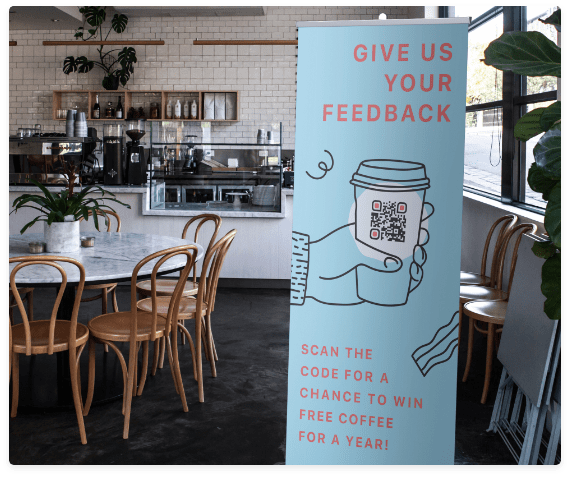 GIVE US
YOUR
FEEDBACK
SCAN THE
CODE FOR A
CHANCE TO WIN
FREE COFFEE
FOR A YEAR!